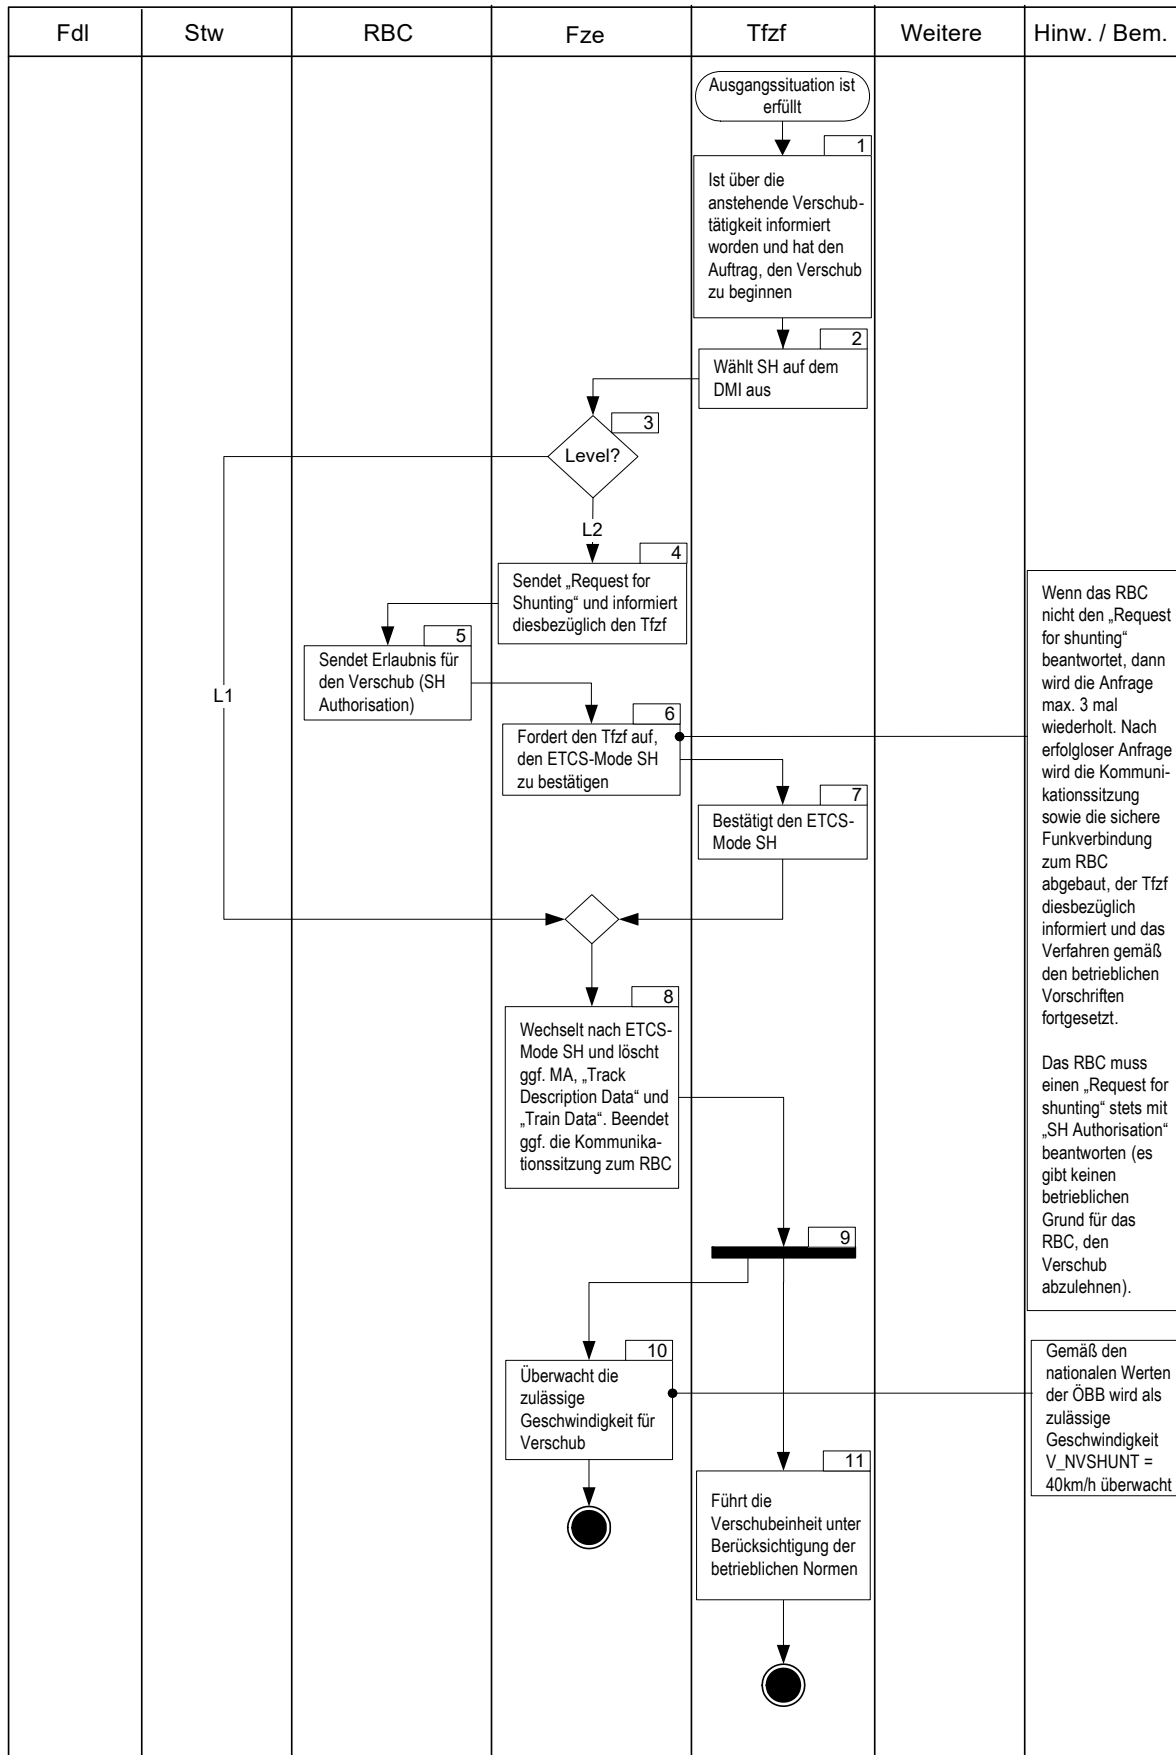 Fdl
Stw
RBC
Fze
Tfzf
Weitere
Hinw. / Bem.
Ausgangssituation ist
erfüllt
1
Ist über die
anstehende Verschub-
tätigkeit informiert
worden und hat den
Auftrag, den Verschub
zu beginnen
2
Wählt SH auf dem
DMI aus
3
Level?
L2
4
Sendet „Request for
Shunting“ und informiert
diesbezüglich den Tfzf
5
Sendet Erlaubnis für
den Verschub (SH
Authorisation)
L1
6
Fordert den Tfzf auf,
den ETCS-Mode SH
zu bestätigen
7
Bestätigt den ETCS-
Mode SH
8
Wechselt nach ETCS-
Mode SH und löscht
ggf. MA, „Track
Description Data“ und
„Train Data“. Beendet
ggf. die Kommunika-
tionssitzung zum RBC
9
10
Überwacht die
zulässige
Geschwindigkeit für
Verschub
11
Führt die
Verschubeinheit unter
Berücksichtigung der
betrieblichen Normen
Wenn das RBC
nicht den „Request
for shunting“
beantwortet, dann
wird die Anfrage
max. 3 mal
wiederholt. Nach
erfolgloser Anfrage
wird die Kommuni-
kationssitzung
sowie die sichere
Funkverbindung
zum RBC
abgebaut, der Tfzf
diesbezüglich
informiert und das
Verfahren gemäß
den betrieblichen
Vorschriften
fortgesetzt.
Das RBC muss
einen „Request for
shunting“ stets mit
„SH Authorisation“
beantworten (es
gibt keinen
betrieblichen
Grund für das
RBC, den
Verschub
abzulehnen).
Gemäß den
nationalen Werten
der ÖBB wird als
zulässige
Geschwindigkeit
V_NVSHUNT =
40km/h überwacht